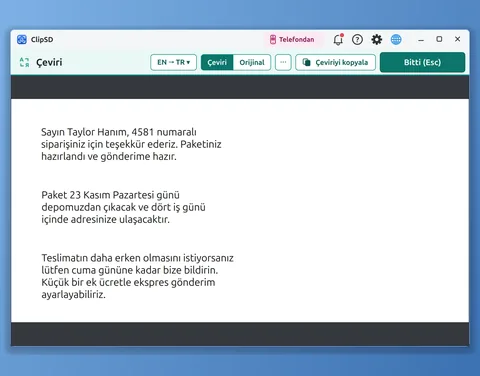 ClipSD
Telefondan
Çeviri
EN → TR ▾
Çeviri
Orijinal
...
Çeviriyi kopyala
Bitti (Esc)
Sayın Taylor Hanım, 4581 numaralı
siparişiniz için teşekkür ederiz. Paketiniz
hazırlandı ve gönderime hazır.
Paket 23 Kasım Pazartesi günü
depomuzdan çıkacak ve dört iş günü
içinde adresinize ulaşacaktır.
Teslimatın daha erken olmasını istiyorsanız
lütfen cuma gününe kadar bize bildirin.
Küçük bir ek ücretle ekspres gönderim
ayarlayabiliriz.